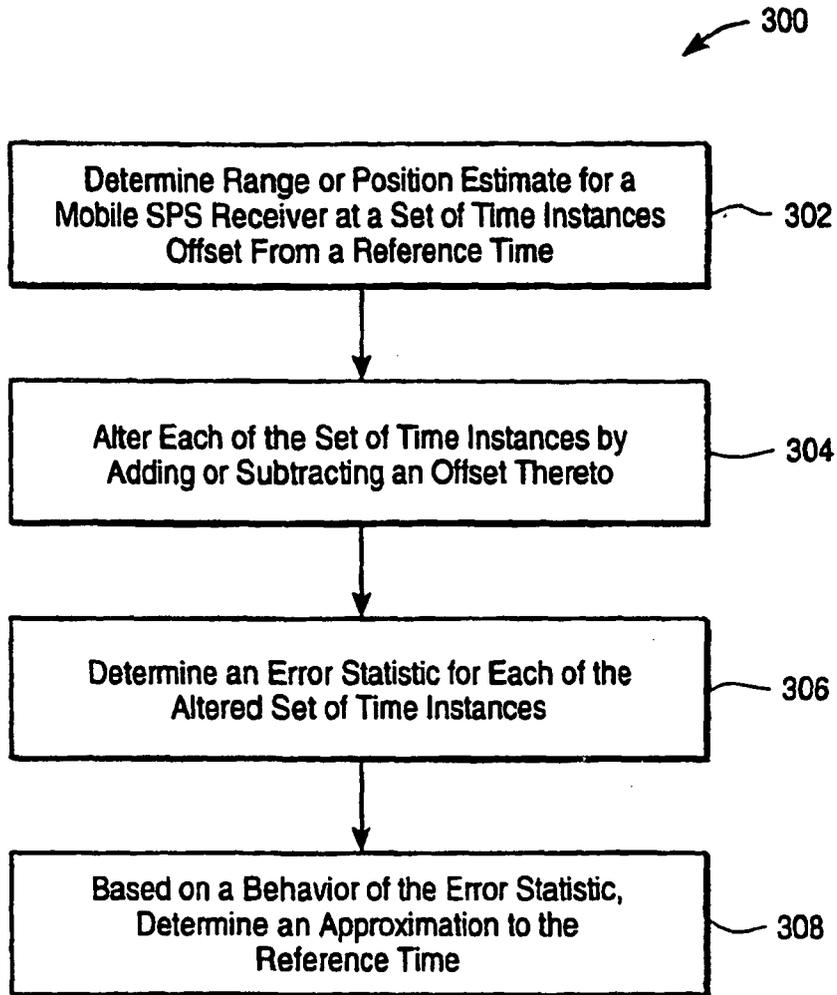 300
Determine Range or Position Estimate for a
Mobile SPS Receiver at a Set of Time Instances
Offset From a Reference Time
302
Alter Each of the Set of Time Instances by
Adding or Subtracting an Offset Thereto
304
Determine an Error Statistic for Each of the
Altered Set of Time Instances
306
Based on a Behavior of the Error Statistic,
Determine an Approximation to the
Reference Time
308